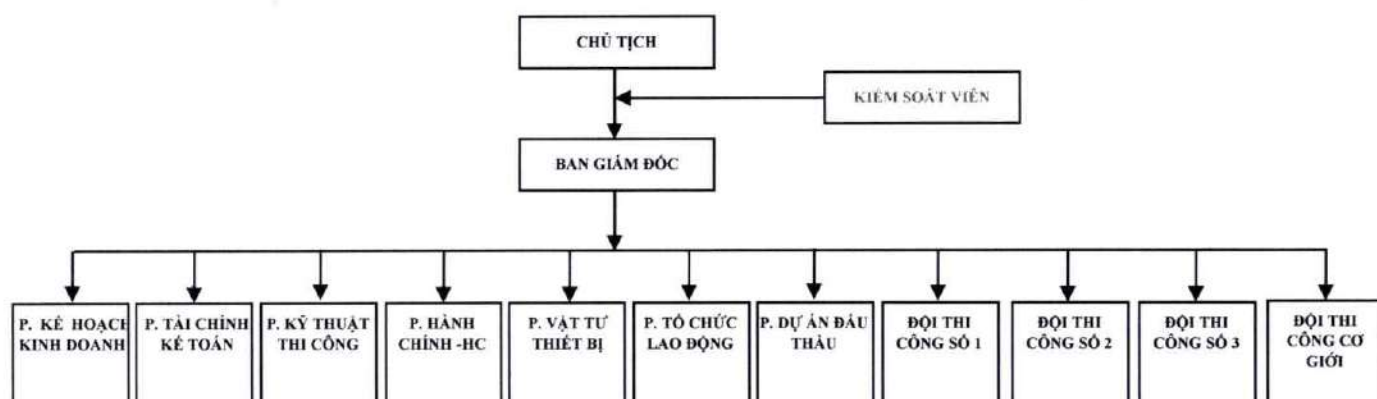 CHỦ TỊCH
KIỂM SOÁT VIÊN
BAN GIÁM ĐỐC
P. KẾ HOẠCH
KINH DOANH
P. TÀI CHÍNH
KẾ TOÁN
P. KỸ THUẬT
THI CÔNG
P. HÀNH
CHÍNH -HC
P. VẬT TƯ
THIẾT BỊ
P. TỔ CHỨC
LAO ĐỘNG
P. DỰ ÁN ĐẤU
THẦU
ĐỘI THI
CÔNG SỐ 1
ĐỘI THI
CÔNG SỐ 2
ĐỘI THI
CÔNG SỐ 3
ĐỘI THI
CÔNG CƠ
GIỚI